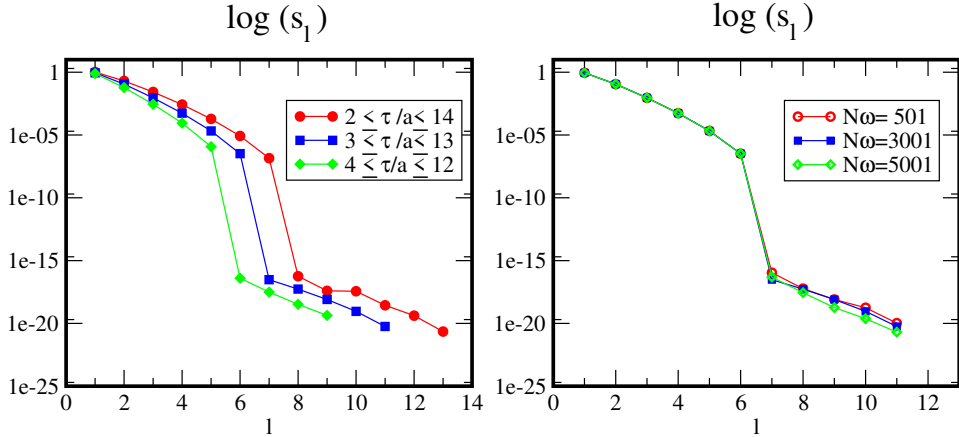 log (s_l)
1
1e-05
1e-10
1e-15
1e-20
1e-25
0 2 4 6 8 10 12 14
l
2 ≤ τ /a≤ 14
3 ≤ τ /a≤ 13
4 ≤ τ/a ≤ 12
log (s_l)
1
1e-05
1e-10
1e-15
1e-20
1e-25
0 2 4 6 8 10 12
l
Nω= 501
Nω=3001
Nω=5001